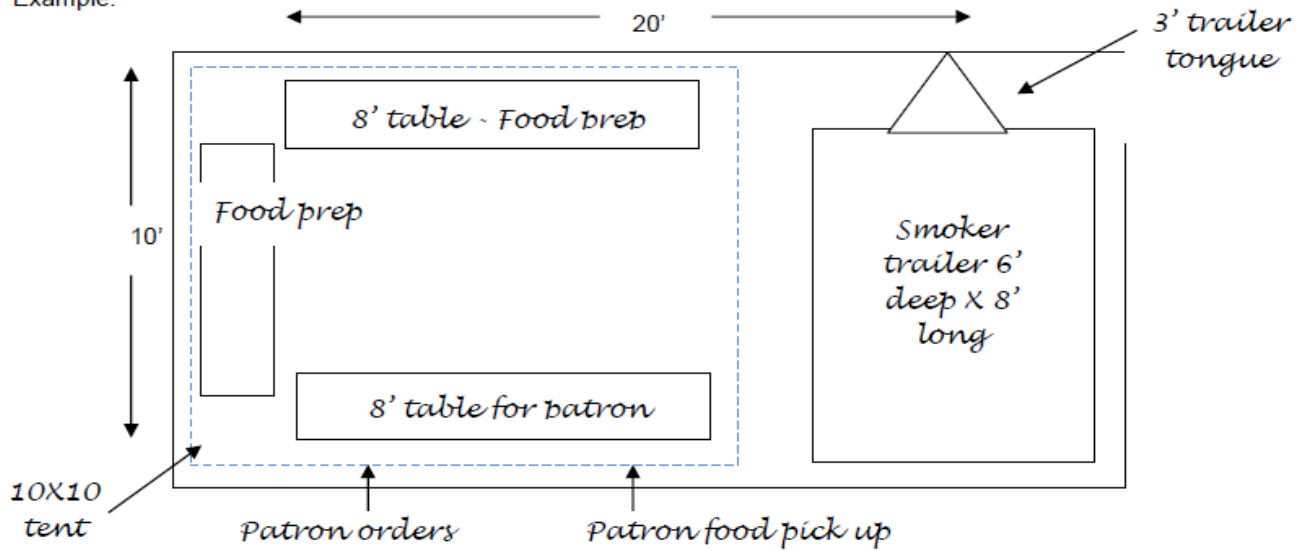 Example:
20'
3' trailer
tongue
8' table - Food prep
Food prep
10'
Smoker
trailer 6'
deep X 8'
long
8' table for patron
10X10
tent
Patron orders
Patron food pick up